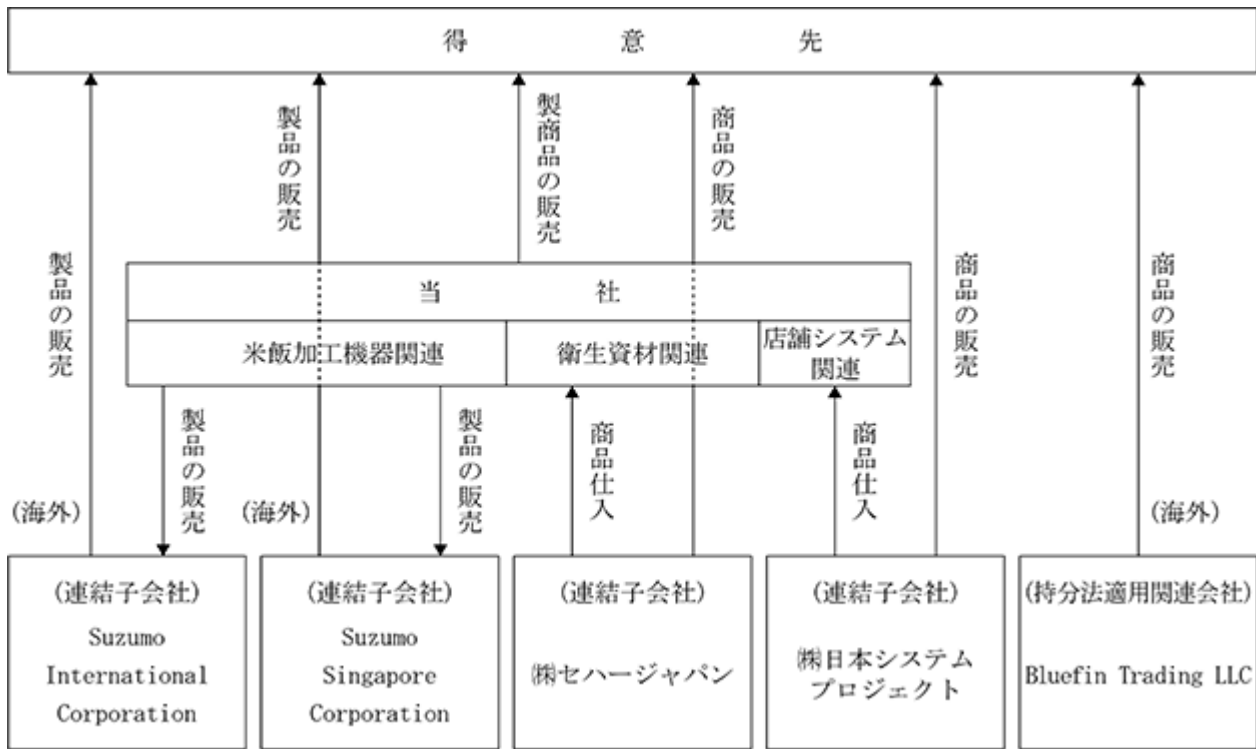 得意先
製品の販売
製品の販売
製商品の販売
商品の販売
商品の販売
商品の販売
当社
米飯加工機器関連
衛生資材関連
店舗システム
関連
製品の販売
製品の販売
商品仕入
商品仕入
(海外)
(海外)
(海外)
(連結子会社)
Suzumo
International
Corporation
(連結子会社)
Suzumo
Singapore
Corporation
(連結子会社)
㈱セハージャパン
(連結子会社)
㈱日本システム
プロジェクト
(持分法適用関連会社)
Bluefin Trading LLC